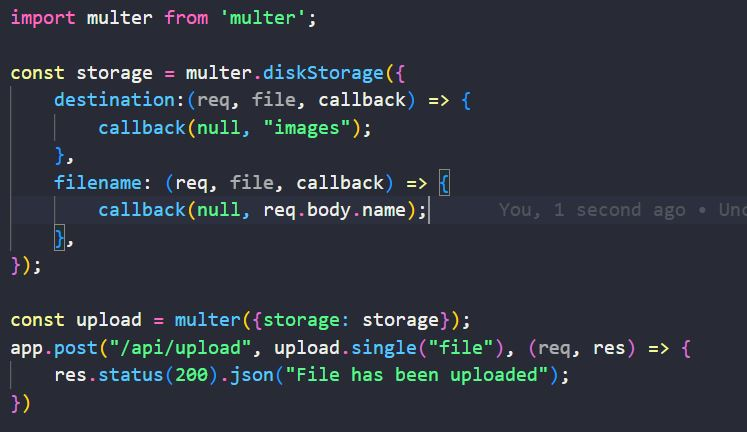 import multer from 'multer';
const storage = multer.diskStorage({
destination:(req, file, callback) => {
callback(null, "images");
},
filename: (req, file, callback) => {
callback(null, req.body.name); You, 1 second ago • Unc
},
});
const upload = multer({storage: storage});
app.post("/api/upload", upload.single("file"), (req, res) => {
res.status(200).json("File has been uploaded");
})